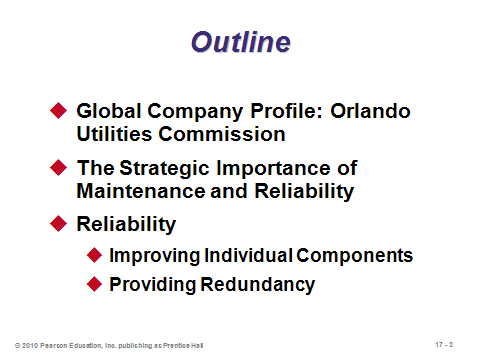 Outline
Global Company Profile: Orlando
Utilities Commission
The Strategic Importance of
Maintenance and Reliability
Reliability
Improving Individual Components
Providing Redundancy
© 2010 Pearson Education, Inc. publishing as Prentice Hall
17 - 2